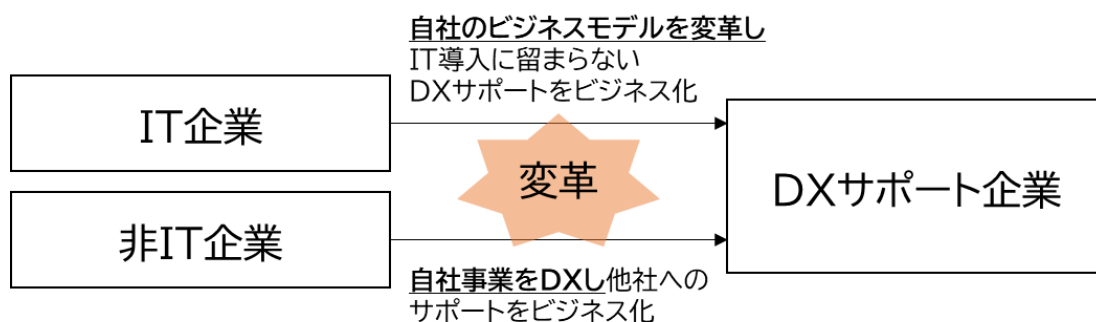 自社のビジネスモデルを変革し
IT導入に留まらない
DXサポートをビジネス化
IT企業
変革
DXサポート企業
非IT企業
自社事業をDXし他社への
サポートをビジネス化